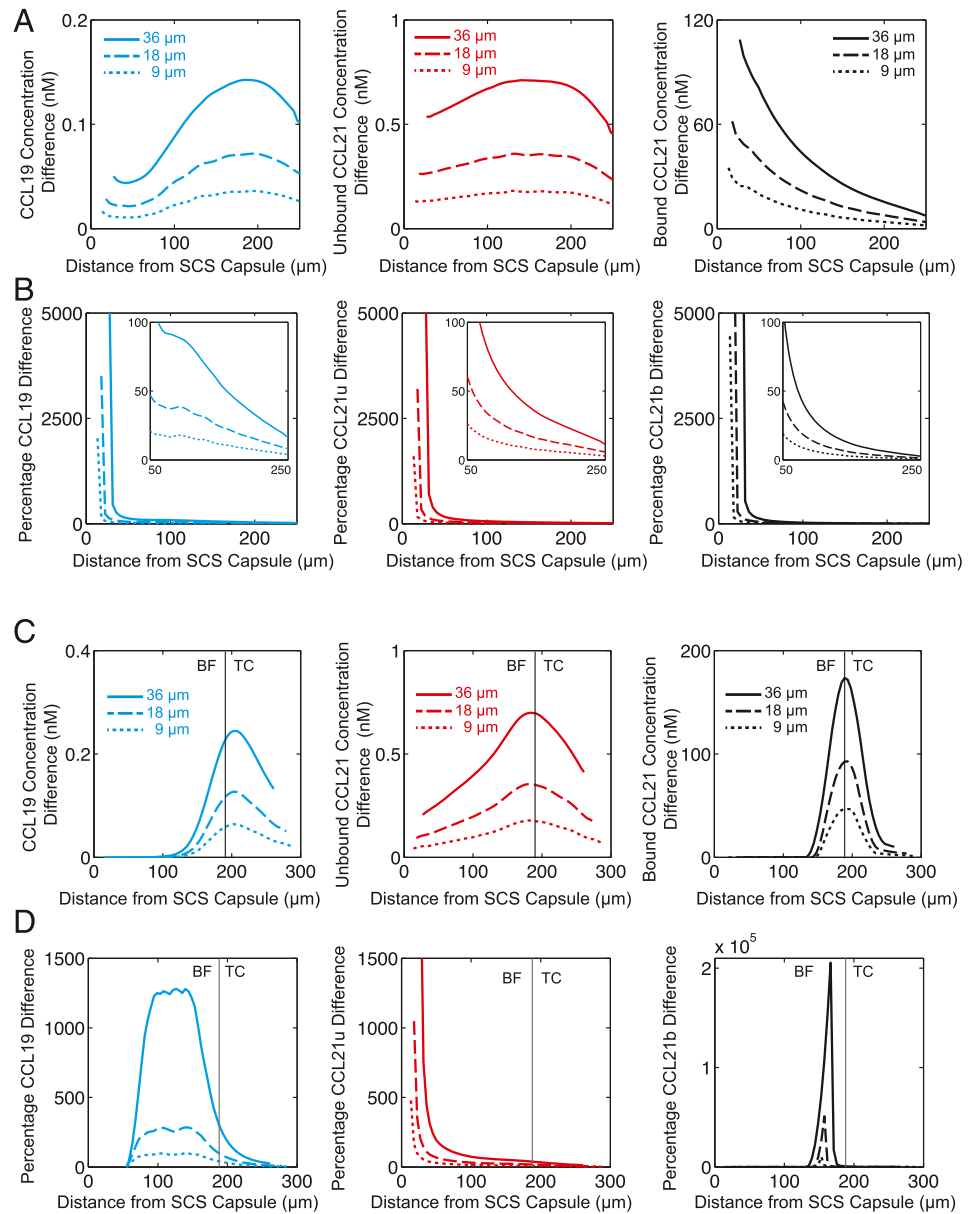 A
CCL19 Concentration
Difference (nM)
0.2
0.1
0
36 µm
18 µm
9 µm
0
100
200
Distance from SCS Capsule (µm)
Unbound CCL21 Concentration
Difference (nM)
1
0.5
0
36 µm
18 µm
9 µm
0
100
200
Distance from SCS Capsule (µm)
Bound CCL21 Concentration
Difference (nM)
120
60
0
36 µm
18 µm
9 µm
0
100
200
Distance from SCS Capsule (µm)
B
Percentage CCL19 Difference
5000
2500
0
100
50
0
50
250
0
100
200
Distance from SCS Capsule (µm)
Percentage CCL21u Difference
5000
2500
0
100
50
0
50
250
0
100
200
Distance from SCS Capsule (µm)
Percentage CCL21b Difference
5000
2500
0
100
50
0
50
250
0
100
200
Distance from SCS Capsule (µm)
C
CCL19 Concentration
Difference (nM)
0.4
0.2
0
BF TC
36 µm
18 µm
9 µm
0
100
200
300
Distance from SCS Capsule (µm)
Unbound CCL21 Concentration
Difference (nM)
1
0.5
0
BF TC
36 µm
18 µm
9 µm
0
100
200
300
Distance from SCS Capsule (µm)
Bound CCL21 Concentration
Difference (nM)
200
100
0
BF TC
36 µm
18 µm
9 µm
0
100
200
300
Distance from SCS Capsule (µm)
D
Percentage CCL19 Difference
1500
1000
500
0
BF TC
0
100
200
300
Distance from SCS Capsule (µm)
Percentage CCL21u Difference
1500
1000
500
0
BF TC
0
100
200
300
Distance from SCS Capsule (µm)
Percentage CCL21b Difference
x 10⁵
2
1
0
BF TC
0
100
200
300
Distance from SCS Capsule (µm)